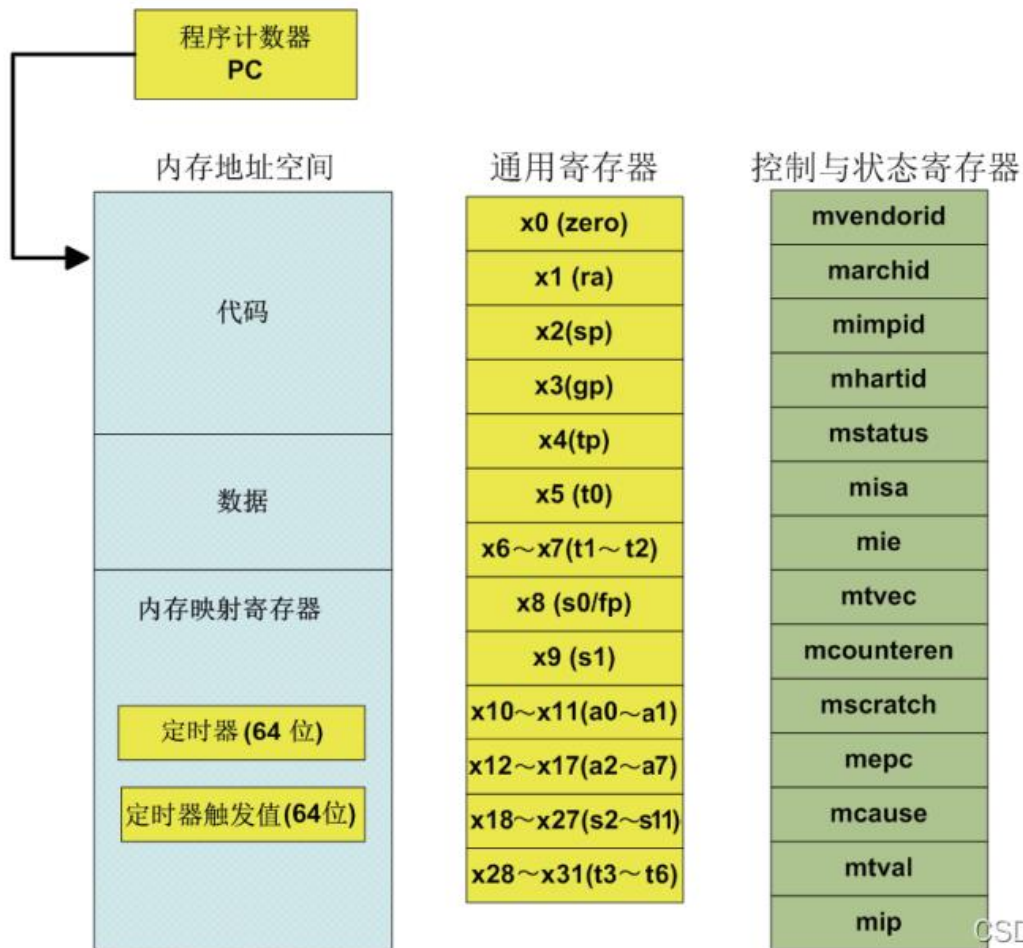 程序计数器
PC
内存地址空间
通用寄存器
控制与状态寄存器
代码
数据
内存映射寄存器
定时器(64 位)
定时器触发值(64位)
x0 (zero)
x1 (ra)
x2(sp)
x3(gp)
x4(tp)
x5 (t0)
x6～x7(t1～t2)
x8 (s0/fp)
x9 (s1)
x10～x11(a0～a1)
x12～x17(a2～a7)
x18～x27(s2～s11)
x28～x31(t3～t6)
mvendorid
marchid
mimpid
mhartid
mstatus
misa
mie
mtvec
mcounteren
mscratch
mepc
mcause
mtval
mip